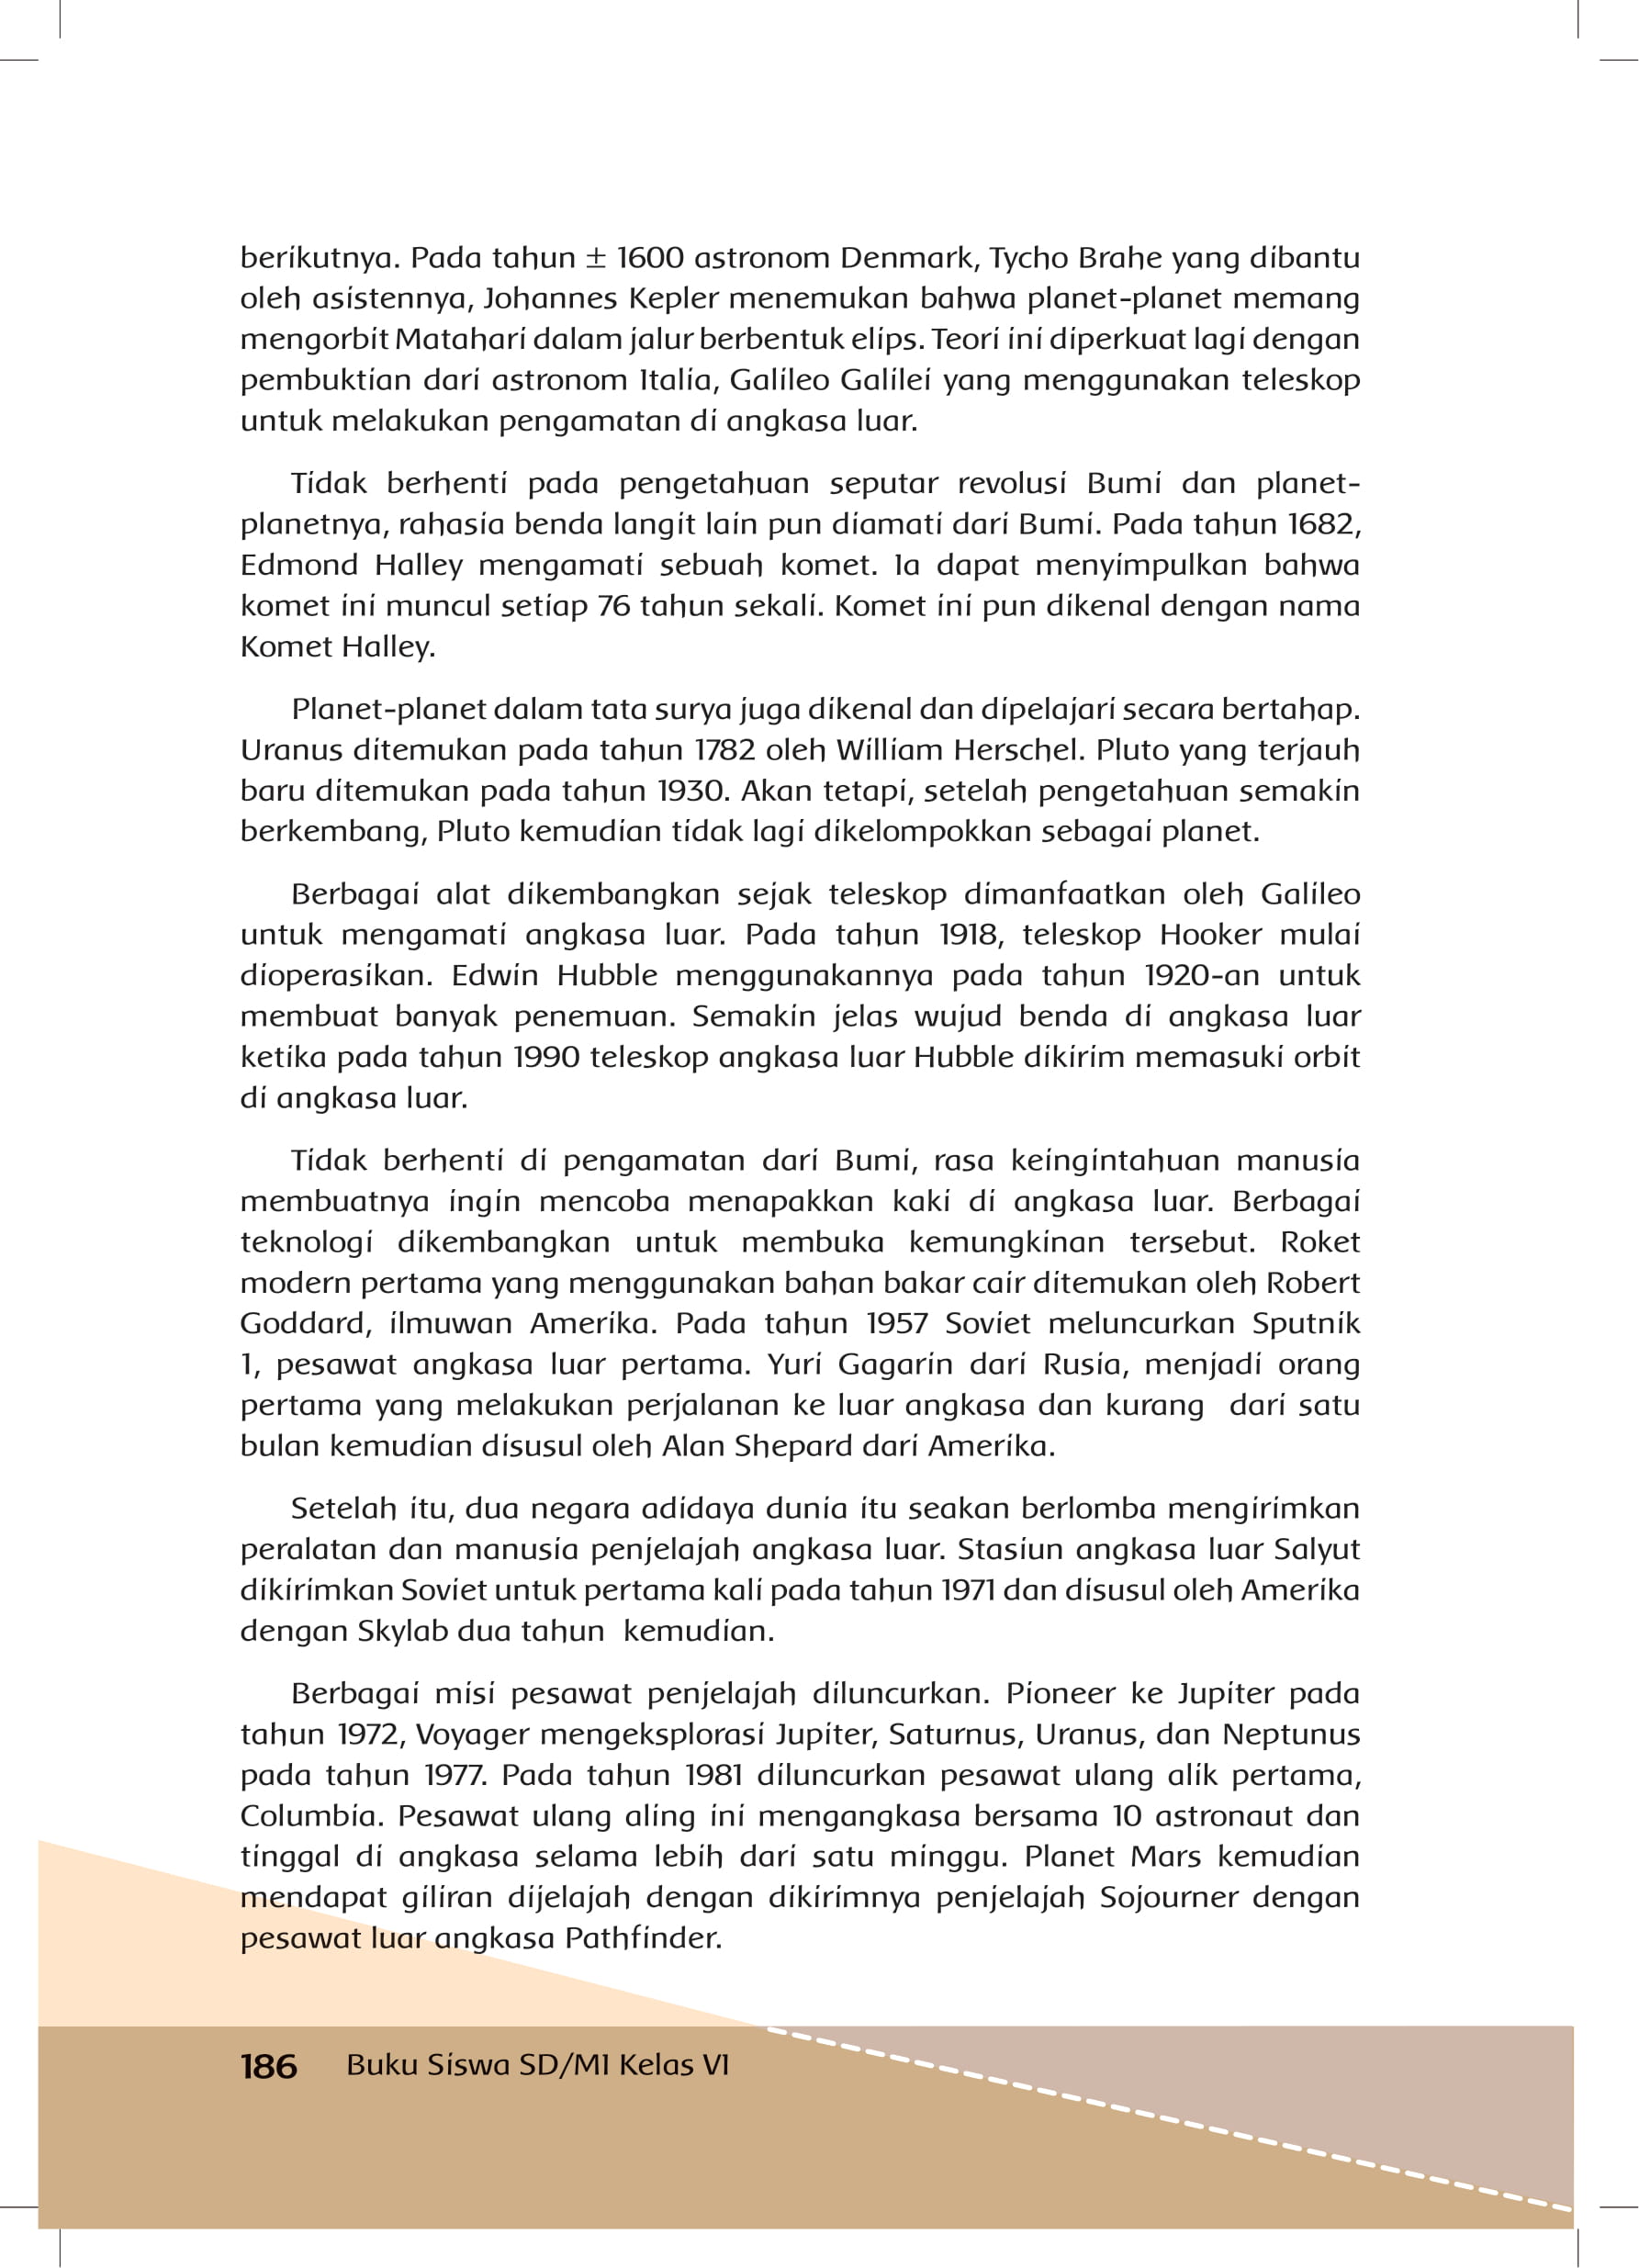 berikutnya. Pada tahun ± 1600 astronom Denmark, Tycho Brahe yang dibantu
oleh asistennya, Johannes Kepler menemukan bahwa planet-planet memang
mengorbit Matahari dalam jalur berbentuk elips. Teori ini diperkuat lagi dengan
pembuktian dari astronom Italia, Galileo Galilei yang menggunakan teleskop
untuk melakukan pengamatan di angkasa luar.
Tidak berhenti pada pengetahuan seputar revolusi Bumi dan planet-
planetnya, rahasia benda langit lain pun diamati dari Bumi. Pada tahun 1682,
Edmond Halley mengamati sebuah komet. Ia dapat menyimpulkan bahwa
komet ini muncul setiap 76 tahun sekali. Komet ini pun dikenal dengan nama
Komet Halley.
Planet-planet dalam tata surya juga dikenal dan dipelajari secara bertahap.
Uranus ditemukan pada tahun 1782 oleh William Herschel. Pluto yang terjauh
baru ditemukan pada tahun 1930. Akan tetapi, setelah pengetahuan semakin
berkembang, Pluto kemudian tidak lagi dikelompokkan sebagai planet.
Berbagai alat dikembangkan sejak teleskop dimanfaatkan oleh Galileo
untuk mengamati angkasa luar. Pada tahun 1918, teleskop Hooker mulai
dioperasikan. Edwin Hubble menggunakannya pada tahun 1920-an untuk
membuat banyak penemuan. Semakin jelas wujud benda di angkasa luar
ketika pada tahun 1990 teleskop angkasa luar Hubble dikirim memasuki orbit
di angkasa luar.
Tidak berhenti di pengamatan dari Bumi, rasa keingintahuan manusia
membuatnya ingin mencoba menapakkan kaki di angkasa luar. Berbagai
teknologi dikembangkan untuk membuka kemungkinan tersebut. Roket
modern pertama yang menggunakan bahan bakar cair ditemukan oleh Robert
Goddard, ilmuwan Amerika. Pada tahun 1957 Soviet meluncurkan Sputnik
1, pesawat angkasa luar pertama. Yuri Gagarin dari Rusia, menjadi orang
pertama yang melakukan perjalanan ke luar angkasa dan kurang dari satu
bulan kemudian disusul oleh Alan Shepard dari Amerika.
Setelah itu, dua negara adidaya dunia itu seakan berlomba mengirimkan
peralatan dan manusia penjelajah angkasa luar. Stasiun angkasa luar Salyut
dikirimkan Soviet untuk pertama kali pada tahun 1971 dan disusul oleh Amerika
dengan Skylab dua tahun kemudian.
Berbagai misi pesawat penjelajah diluncurkan. Pioneer ke Jupiter pada
tahun 1972, Voyager mengeksplorasi Jupiter, Saturnus, Uranus, dan Neptunus
pada tahun 1977. Pada tahun 1981 diluncurkan pesawat ulang alik pertama,
Columbia. Pesawat ulang aling ini mengangkasa bersama 10 astronaut dan
tinggal di angkasa selama lebih dari satu minggu. Planet Mars kemudian
mendapat giliran dijelajah dengan dikirimnya penjelajah Sojourner dengan
pesawat luar angkasa Pathfinder.
186 Buku Siswa SD/MI Kelas VI